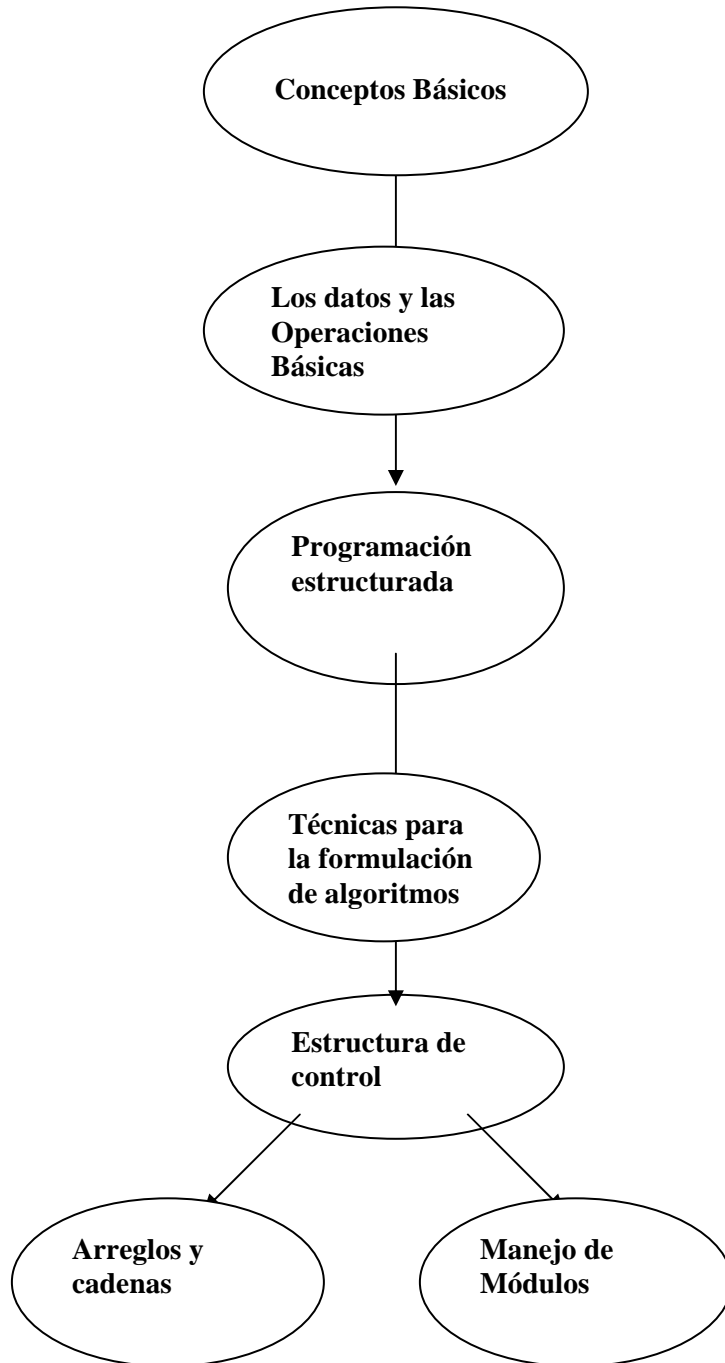 Conceptos Básicos
Los datos y las
Operaciones
Básicas
Programación
estructurada
Técnicas para
la formulación
de algoritmos
Estructura de
control
Arreglos y
cadenas
Manejo de
Módulos